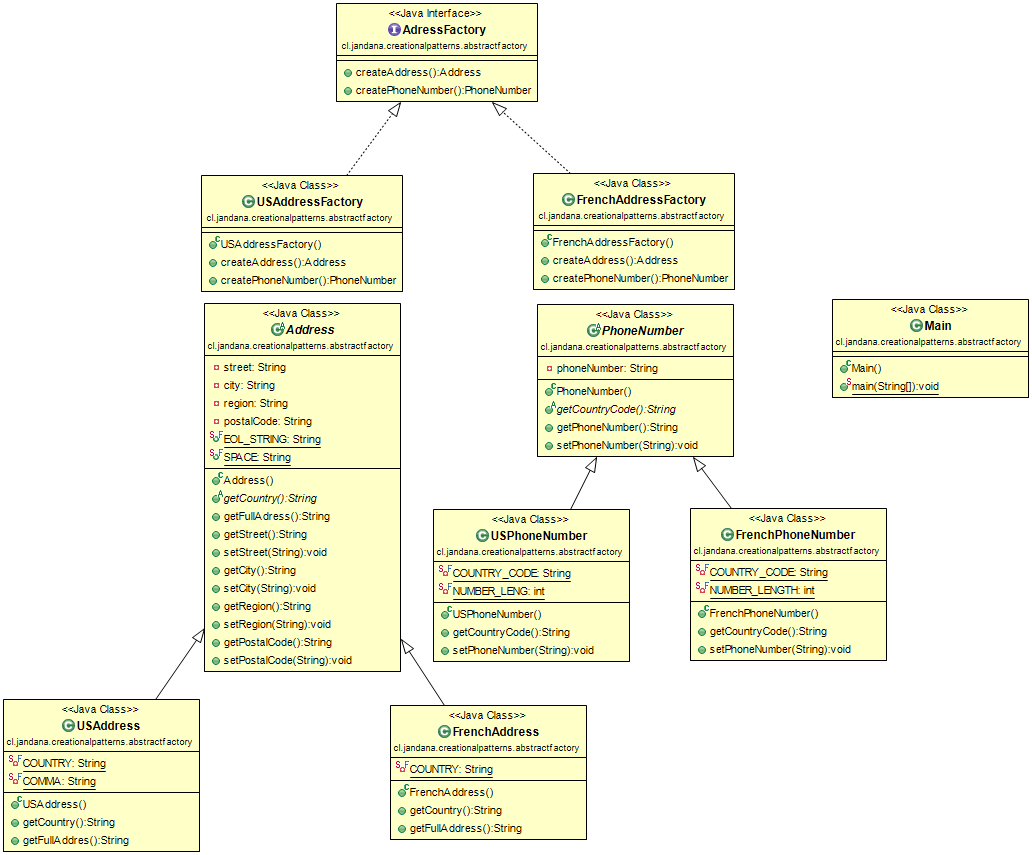 <<Java Interface>>
AdressFactory
cl.jandana.creationalpatterns.abstractfactory
createAddress():Address
createPhoneNumber():PhoneNumber
<<Java Class>>
USAddressFactory
cl.jandana.creationalpatterns.abstractfactory
USAddressFactory()
createAddress():Address
createPhoneNumber():PhoneNumber
<<Java Class>>
FrenchAddressFactory
cl.jandana.creationalpatterns.abstractfactory
FrenchAddressFactory()
createAddress():Address
createPhoneNumber():PhoneNumber
<<Java Class>>
Address
cl.jandana.creationalpatterns.abstractfactory
street: String
city: String
region: String
postalCode: String
EOL_STRING: String
SPACE: String
Address()
getCountry():String
getFullAdress():String
getStreet():String
setStreet(String):void
getCity():String
setCity(String):void
getRegion():String
setRegion(String):void
getPostalCode():String
setPostalCode(String):void
<<Java Class>>
PhoneNumber
cl.jandana.creationalpatterns.abstractfactory
phoneNumber: String
PhoneNumber()
getCountryCode():String
getPhoneNumber():String
setPhoneNumber(String):void
<<Java Class>>
Main
cl.jandana.creationalpatterns.abstractfactory
Main()
main(String[]):void
<<Java Class>>
USPhoneNumber
cl.jandana.creationalpatterns.abstractfactory
COUNTRY_CODE: String
NUMBER_LENG: int
USPhoneNumber()
getCountryCode():String
setPhoneNumber(String):void
<<Java Class>>
FrenchPhoneNumber
cl.jandana.creationalpatterns.abstractfactory
COUNTRY_CODE: String
NUMBER_LENGTH: int
FrenchPhoneNumber()
getCountryCode():String
setPhoneNumber(String):void
<<Java Class>>
USAddress
cl.jandana.creationalpatterns.abstractfactory
COUNTRY: String
COMMA: String
USAddress()
getCountry():String
getFullAddres():String
<<Java Class>>
FrenchAddress
cl.jandana.creationalpatterns.abstractfactory
COUNTRY: String
FrenchAddress()
getCountry():String
getFullAddress():String